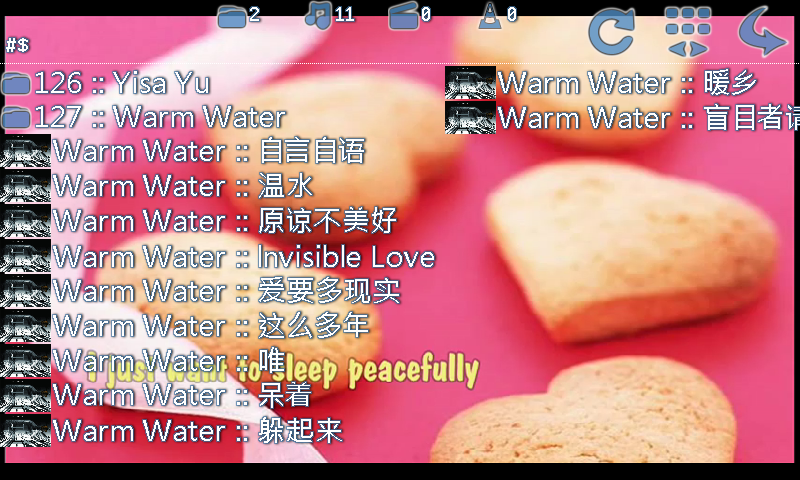 2 11 0 0
#$
126 :: Yisa Yu
127 :: Warm Water
Warm Water :: 自言自语
Warm Water :: 温水
Warm Water :: 原谅不美好
Warm Water :: Invisible Love
Warm Water :: 爱要多现实
Warm Water :: 这么多年
Warm Water :: 唯
I just want to sleep peacefully
Warm Water :: 呆着
Warm Water :: 躲起来
Warm Water :: 暖乡
Warm Water :: 盲目者请